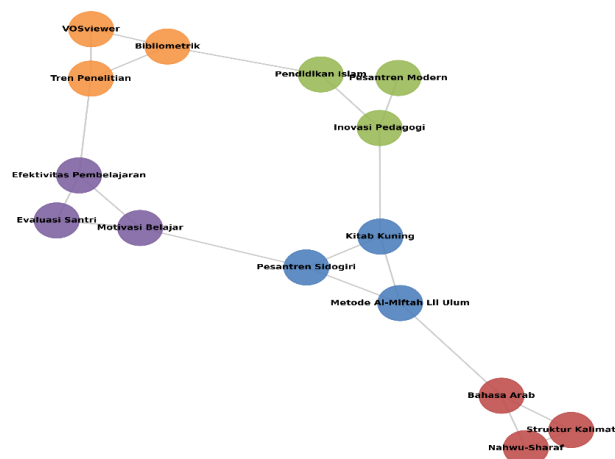 VOSviewer
Bibliometrik
Tren Penelitian
Pendidikan Islam
Pesantren Modern
Inovasi Pedagogi
Efektivitas Pembelajaran
Evaluasi Santri
Motivasi Belajar
Kitab Kuning
Pesantren Sidogiri
Metode Al-Miftah Lil Ulum
Bahasa Arab
Struktur Kalimat
Nahwu-Sharaf